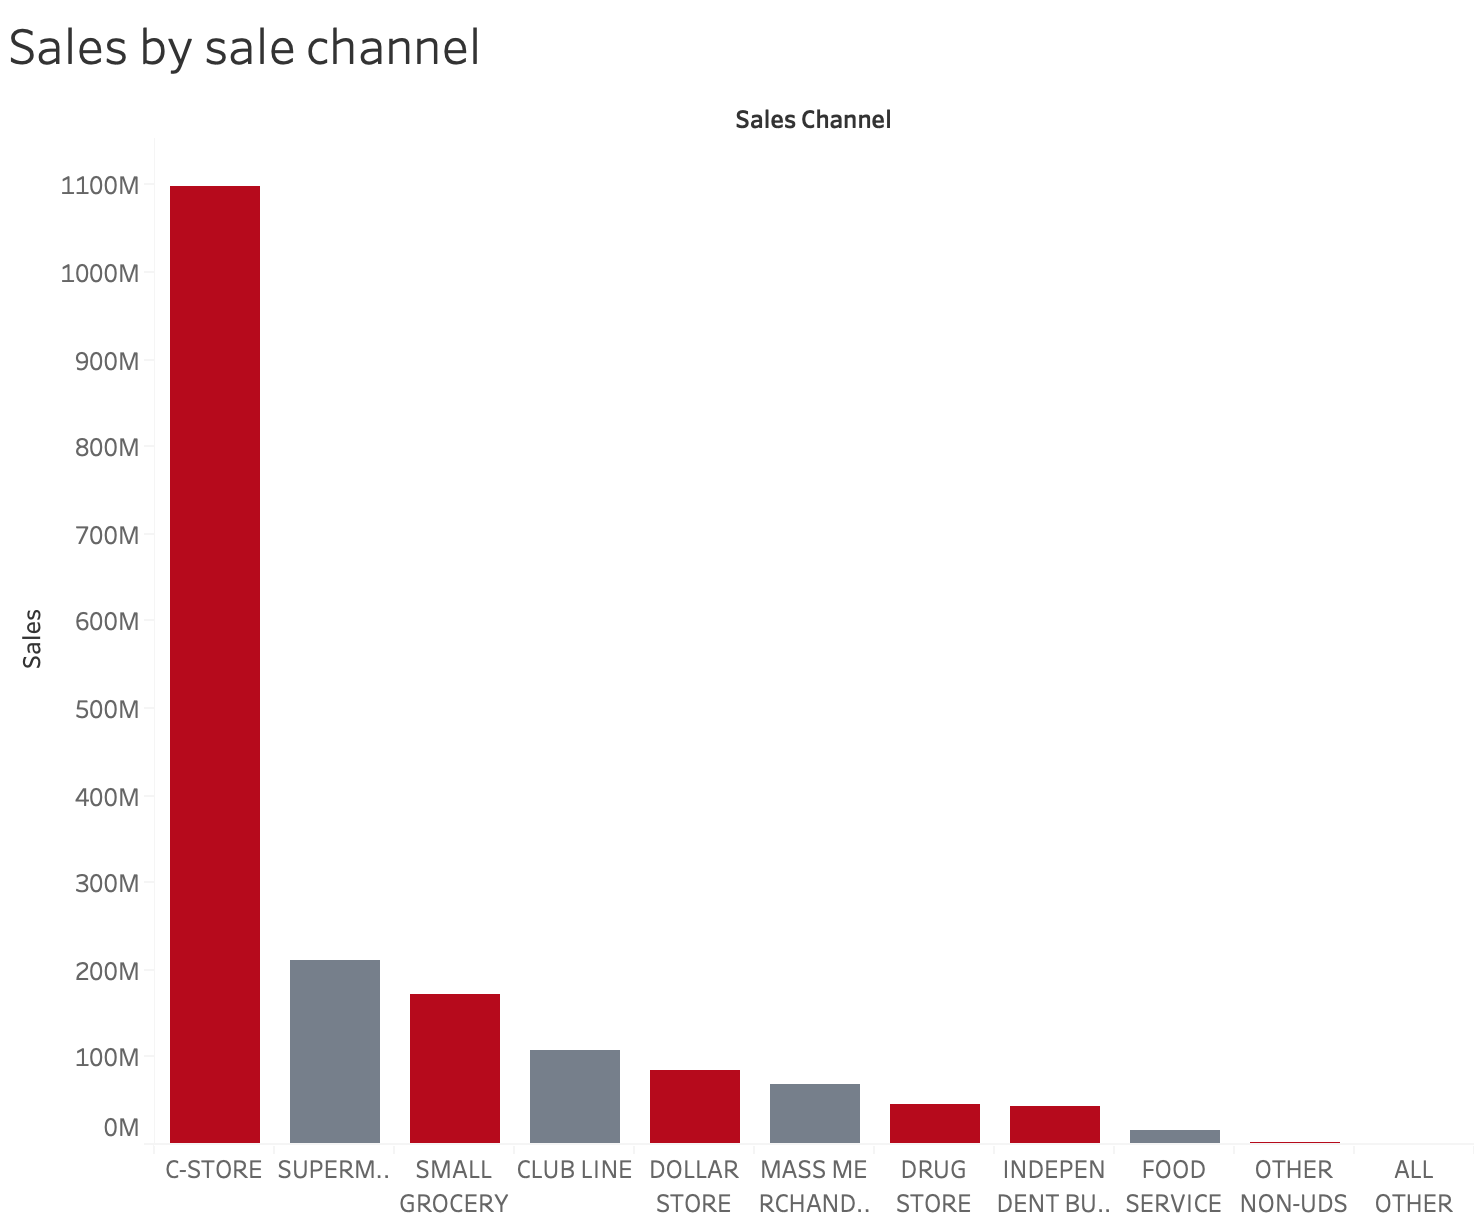 Sales by sale channel
Sales Channel
1100M
1000M
900M
800M
700M
600M
500M
400M
300M
200M
100M
0M
Sales
C-STORE
SUPERM..
SMALL
GROCERY
CLUB LINE
DOLLAR
STORE
MASS ME
RCHAND..
DRUG
STORE
INDEPEN
DENT BU..
FOOD
SERVICE
OTHER
NON-UDS
ALL
OTHER